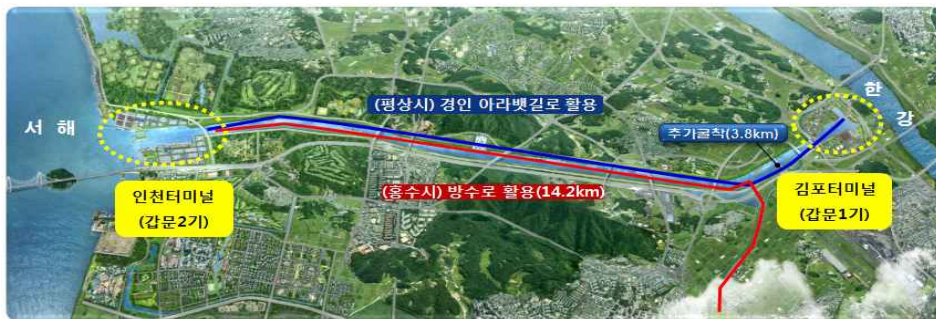 (평상시) 경인 아라뱃길로 활용
한
강
서 해
추가굴착(3.8km)
인천터미널
(갑문2기)
(홍수시) 방수로 활용(14.2km)
김포터미널
(갑문1기)